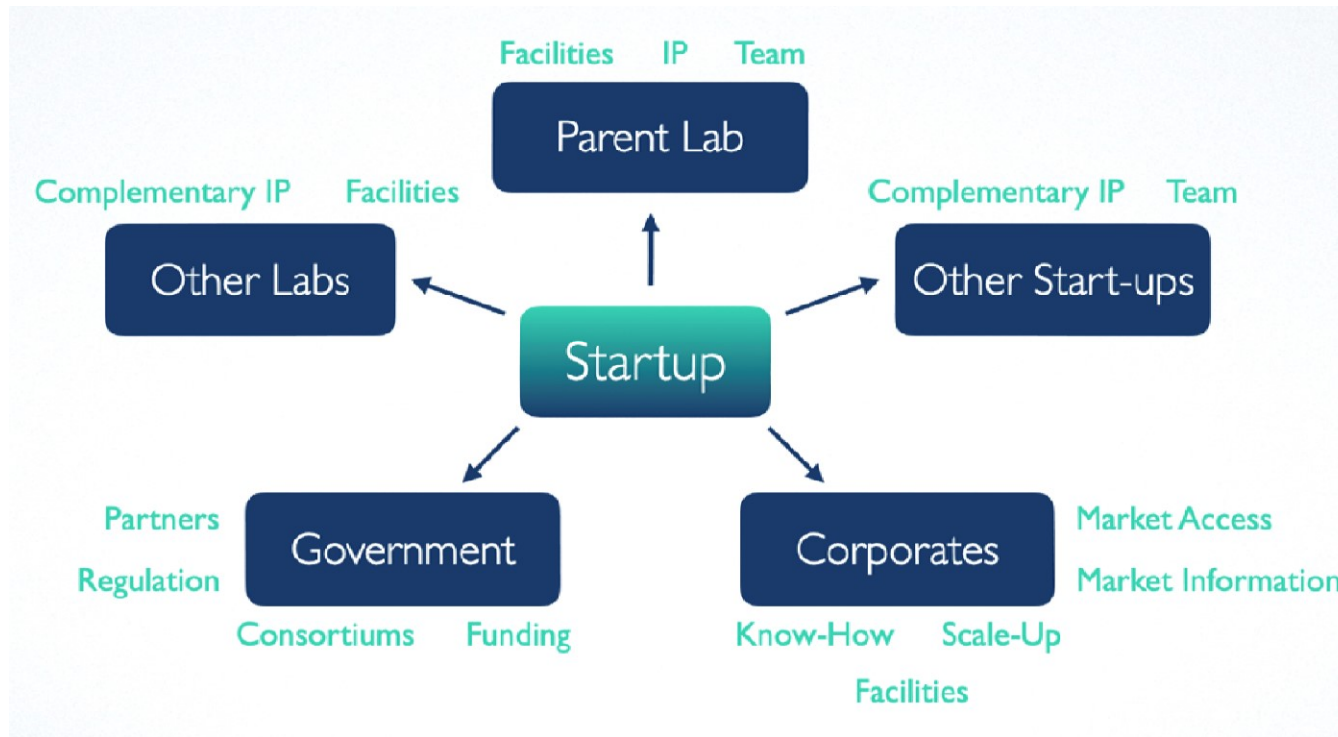 Facilities IP Team
Parent Lab
Complementary IP Facilities
Other Labs
Complementary IP Team
Other Start-ups
Startup
Partners
Regulation
Government
Consortiums Funding
Corporates
Market Access
Market Information
Know-How Scale-Up
Facilities